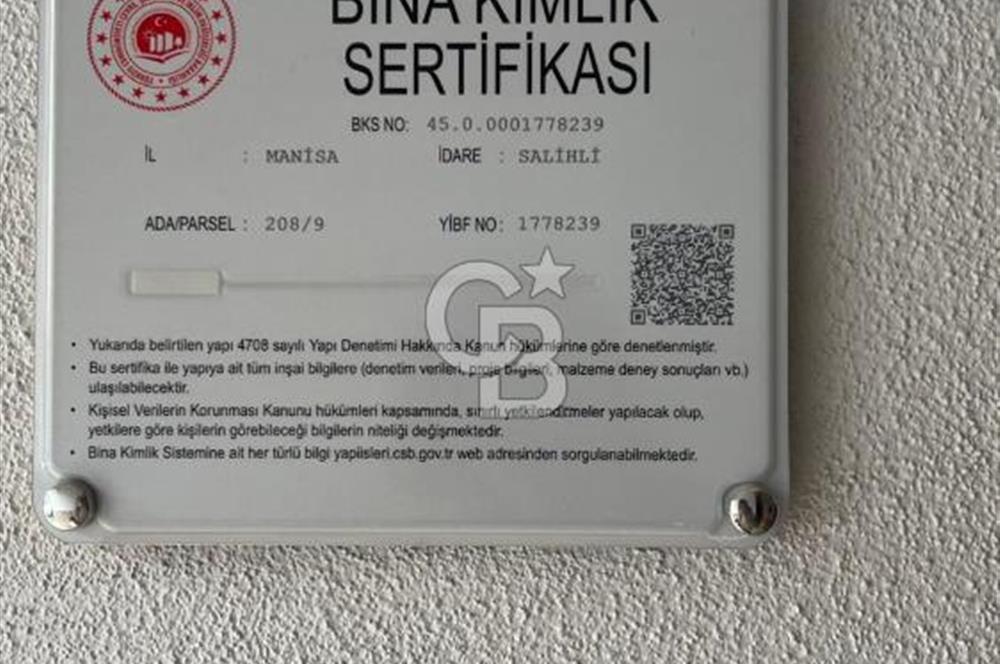 BİNA KİMLİK
SERTİFİKASI
BKS NO: 45.0.0001778239
İL : MANİSA İDARE : SALİHLİ
ADA/PARSEL : 208/9 YİBF NO : 1778239
CB
• Yukarıda belirtilen yapı 4708 sayılı Yapı Denetimi Hakkında Kanun hükümlerine göre denetlenmiştir.
• Bu sertifika ile yapıya ait tüm inşai bilgilere (denetim verileri, proje bilgileri, malzeme deney sonuçları vb.)
ulaşılabilecektir.
• Kişisel Verilerin Korunması Kanunu hükümleri kapsamında, sınırlı yetkilendirmeler yapılacak olup,
yetkilere göre kişilerin görebileceği bilgilerin niteliği değişmektedir.
• Bina Kimlik Sistemine ait her türlü bilgi yapiisleri.csb.gov.tr web adresinden sorgulanabilmektedir.